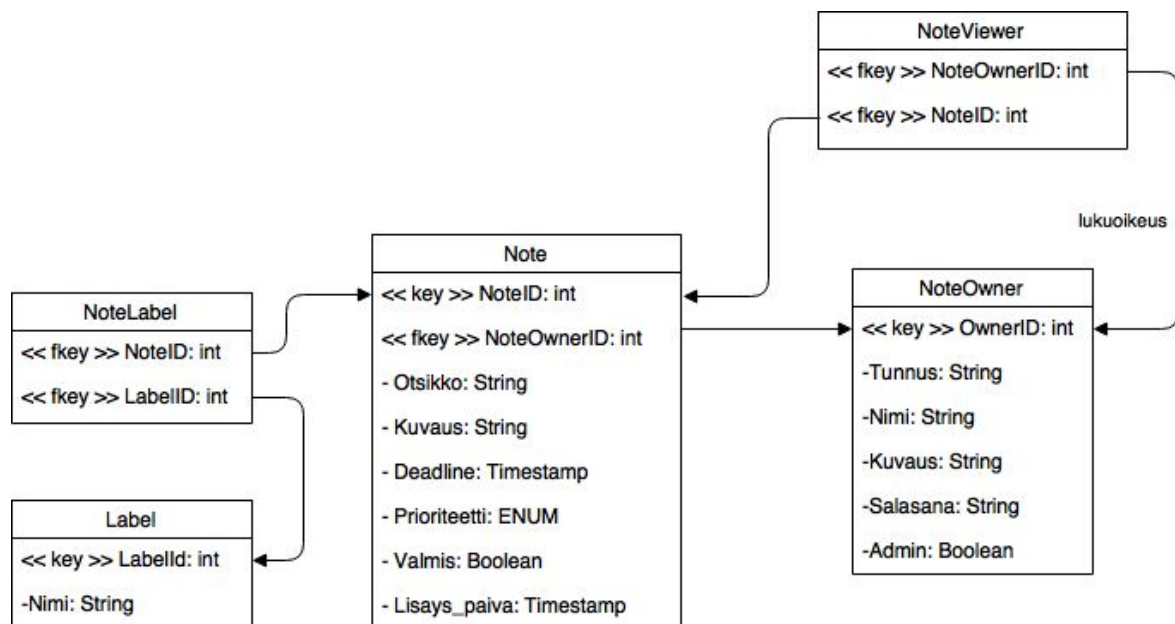 NoteViewer
<< fkey >> NoteOwnerID: int
<< fkey >> NoteID: int
lukuoikeus
Note
<< key >> NoteID: int
<< fkey >> NoteOwnerID: int
- Otsikko: String
- Kuvaus: String
- Deadline: Timestamp
- Prioriteetti: ENUM
- Valmis: Boolean
- Lisays_paiva: Timestamp
NoteOwner
<< key >> OwnerID: int
-Tunnus: String
-Nimi: String
-Kuvaus: String
-Salasana: String
-Admin: Boolean
NoteLabel
<< fkey >> NoteID: int
<< fkey >> LabelID: int
Label
<< key >> LabelId: int
-Nimi: String